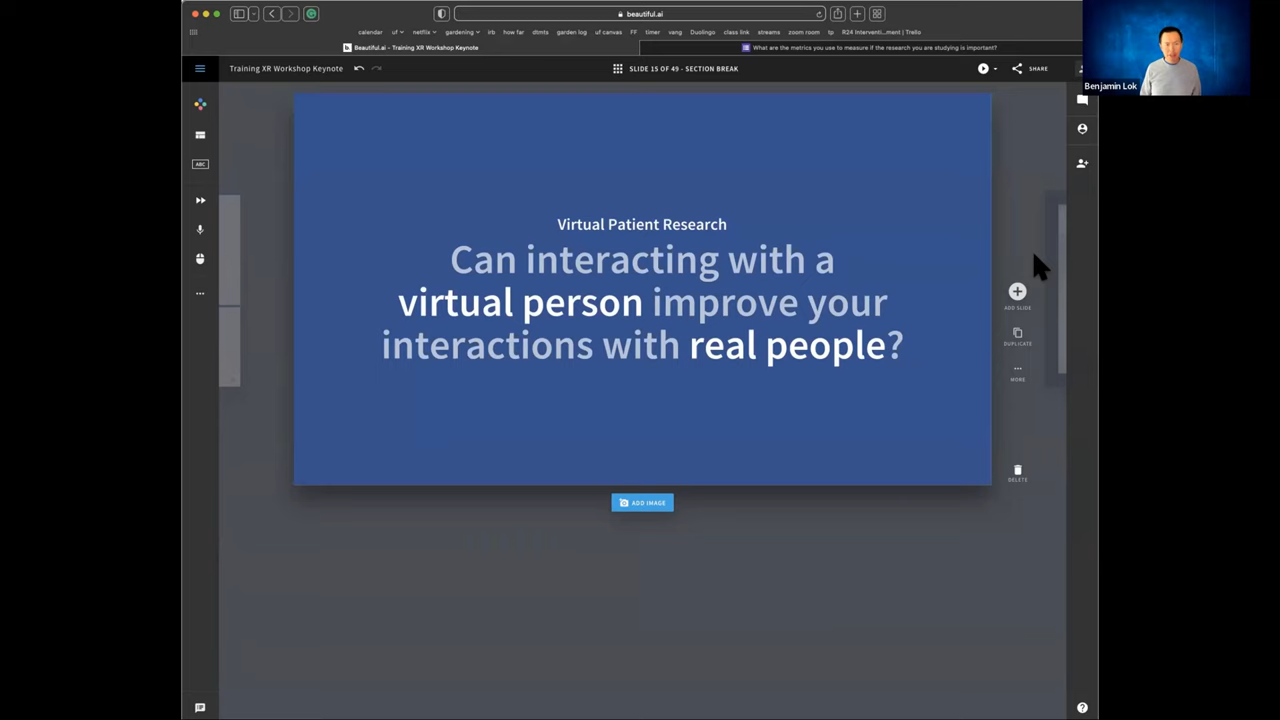 beautiful.ai
calendar uf netflix gardening irb how far dtmts garden log uf canvas FF timer vang Duolingo class link streams zoom room tp R24 Interventi...ment | Trello
b Beautiful.ai - Training XR Workshop Keynote
What are the metrics you use to measure if the research you are studying is important?
Training XR Workshop Keynote
SLIDE 15 OF 49 - SECTION BREAK
SHARE
Benjamin Lok
ABC
Virtual Patient Research
Can interacting with a
virtual person improve your
interactions with real people?
ADD SLIDE
DUPLICATE
MORE
DELETE
ADD IMAGE